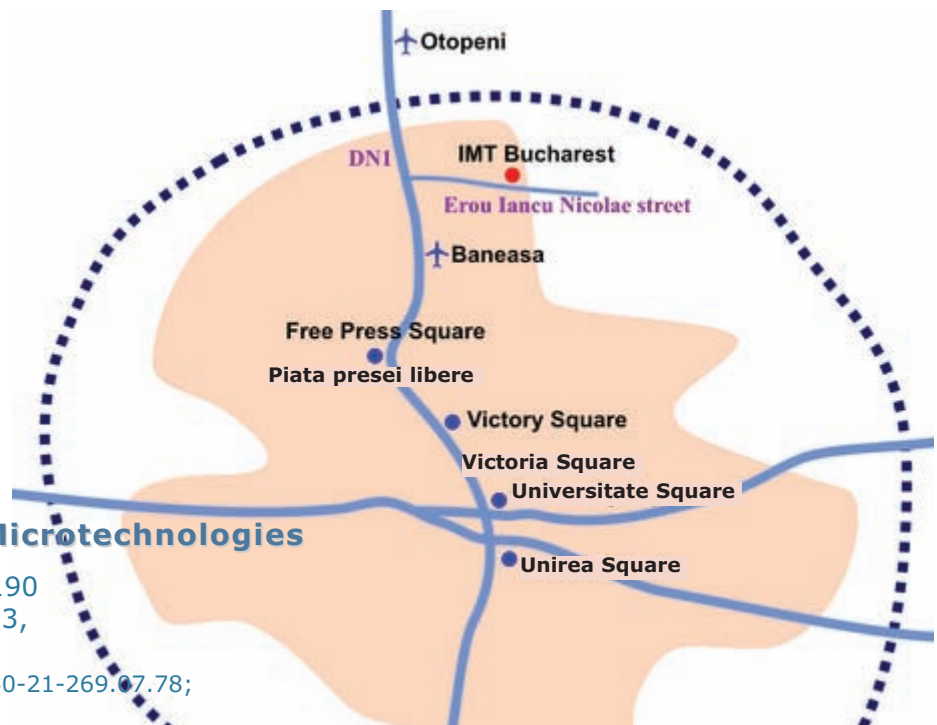 Otopeni
DN1
IMT Bucharest
Erou Iancu Nicolae street
Baneasa
Free Press Square
Piata presei libere
Victory Square
Victoria Square
Universitate Square
Microtechnologies
Unirea Square
190
3,
0-21-269.07.78;